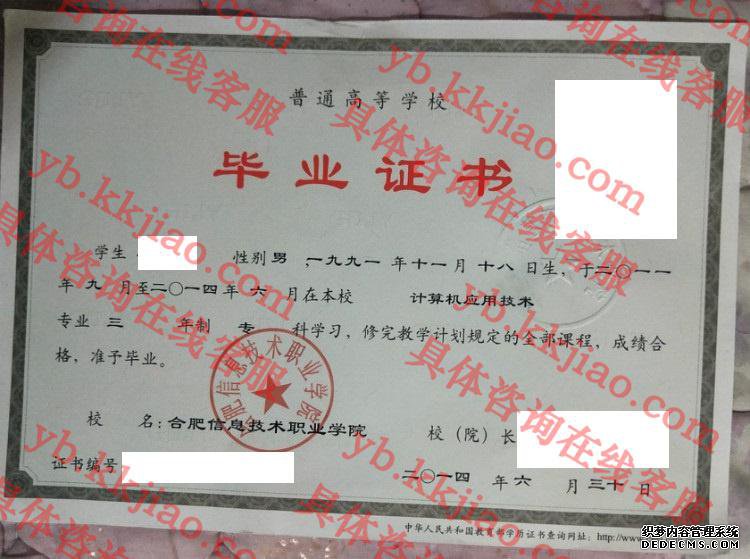 普通高等学校
毕业证书
学生 性别 男 , 一九九一 年 十一 月 十八 日生, 于 二〇一一
年 九 月至 二〇一四 年 六 月在本校 计算机应用技术
专业 三 年制 专 科学习, 修完教学计划规定的全部课程, 成绩合
格, 准予毕业。
合肥信息技术职业学院
校 名: 合肥信息技术职业学院 校 (院) 长
证书编号
二〇一四 年 六 月 三十 日
中华人民共和国教育部学历证书查询网址: http://www
具体咨询在线客服
yb.kkjiao.com
织梦内容管理系统
DEDECMS.COM